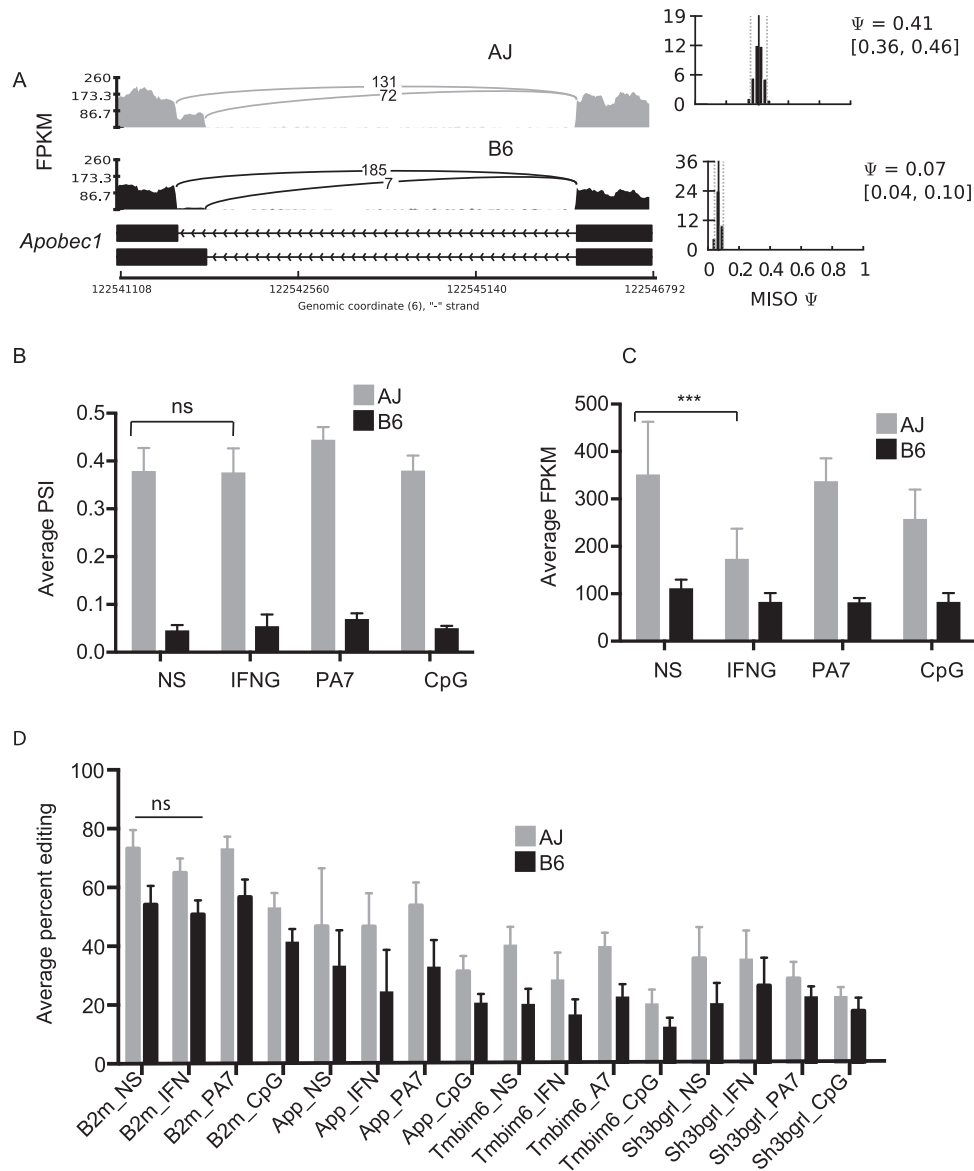 A
AJ
260
173.3
86.7
131
72
FPKM
B6
260
173.3
86.7
185
7
Apobec1
122541108
122542560
122545140
122546792
Genomic coordinate (6), "-" strand
19
12
6
0
Ψ = 0.41
[0.36, 0.46]
36
24
12
0
Ψ = 0.07
[0.04, 0.10]
0 0.2 0.4 0.6 0.8 1
MISO Ψ
B
AJ
B6
ns
Average PSI
0.5
0.4
0.3
0.2
0.1
0.0
NS IFNG PA7 CpG
C
AJ
B6
***
Average FPKM
500
400
300
200
100
0
NS IFNG PA7 CpG
D
ns
AJ
B6
Average percent editing
100
80
60
40
20
0
B2m_NS
B2m_IFN
B2m_PA7
B2m_CpG
App_NS
App_IFN
App_PA7
App_CpG
Tmbim6_NS
Tmbim6_IFN
Tmbim6_A7
Tmbim6_CpG
Sh3bgrl_NS
Sh3bgrl_IFN
Sh3bgrl_PA7
Sh3bgrl_CpG